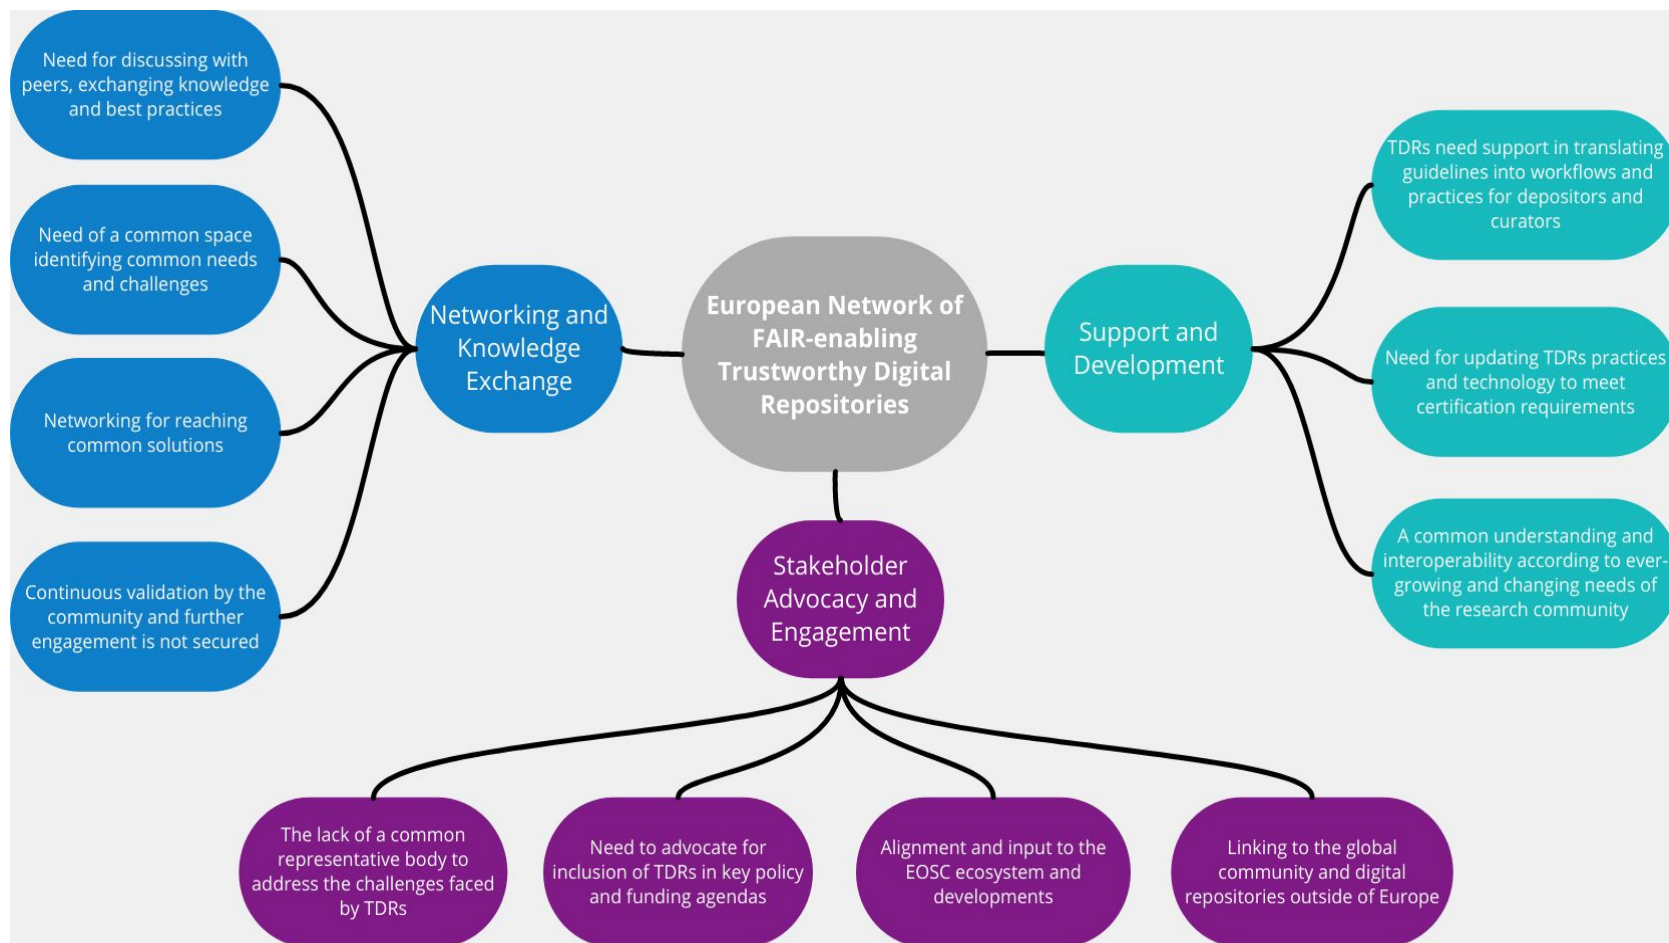 Need for discussing with
peers, exchanging knowledge
and best practices
Need of a common space
identifying common needs
and challenges
Networking for reaching
common solutions
Continuous validation by the
community and further
engagement is not secured
Networking and
Knowledge
Exchange
European Network of
FAIR-enabling
Trustworthy Digital
Repositories
Support and
Development
TDRs need support in translating
guidelines into workflows and
practices for depositors and
curators
Need for updating TDRs practices
and technology to meet
certification requirements
A common understanding and
interoperability according to ever-
growing and changing needs of
the research community
Stakeholder
Advocacy and
Engagement
The lack of a common
representative body to
address the challenges faced
by TDRs
Need to advocate for
inclusion of TDRs in key policy
and funding agendas
Alignment and input to the
EOSC ecosystem and
developments
Linking to the global
community and digital
repositories outside of Europe